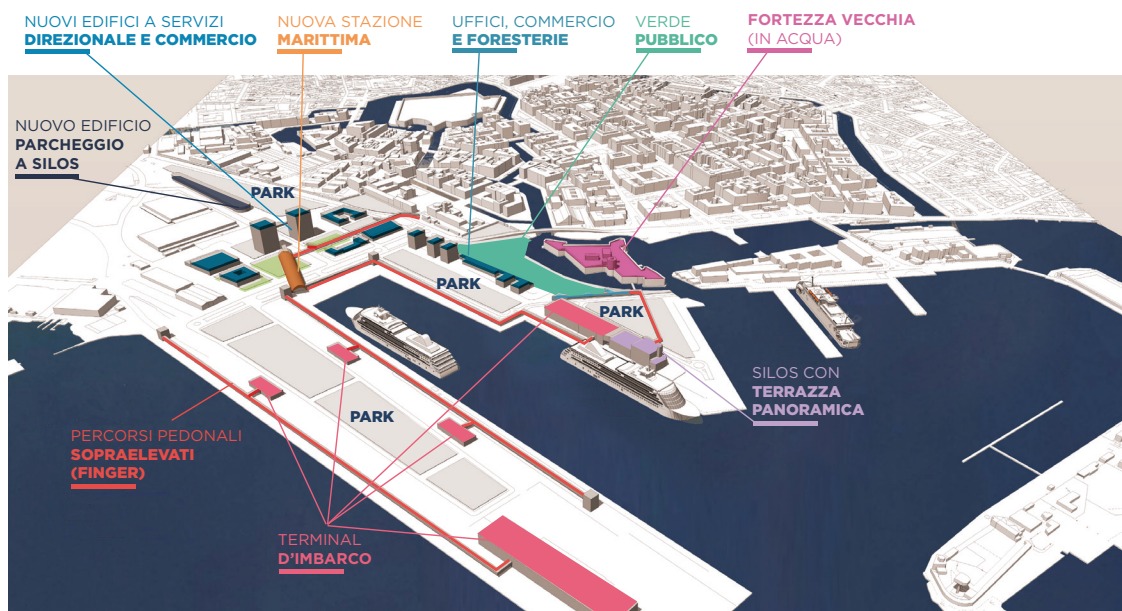 NUOVI EDIFICI A SERVIZI
DIREZIONALE E COMMERCIO
NUOVA STAZIONE
MARITTIMA
UFFICI, COMMERCIO
E FORESTERIE
VERDE
PUBBLICO
FORTEZZA VECCHIA
(IN ACQUA)
NUOVO EDIFICIO
PARCHEGGIO
A SILOS
PARK
PARK
PARK
SILOS CON
TERRAZZA
PANORAMICA
PARK
PERCORSI PEDONALI
SOPRAELEVATI
(FINGER)
TERMINAL
D'IMBARCO